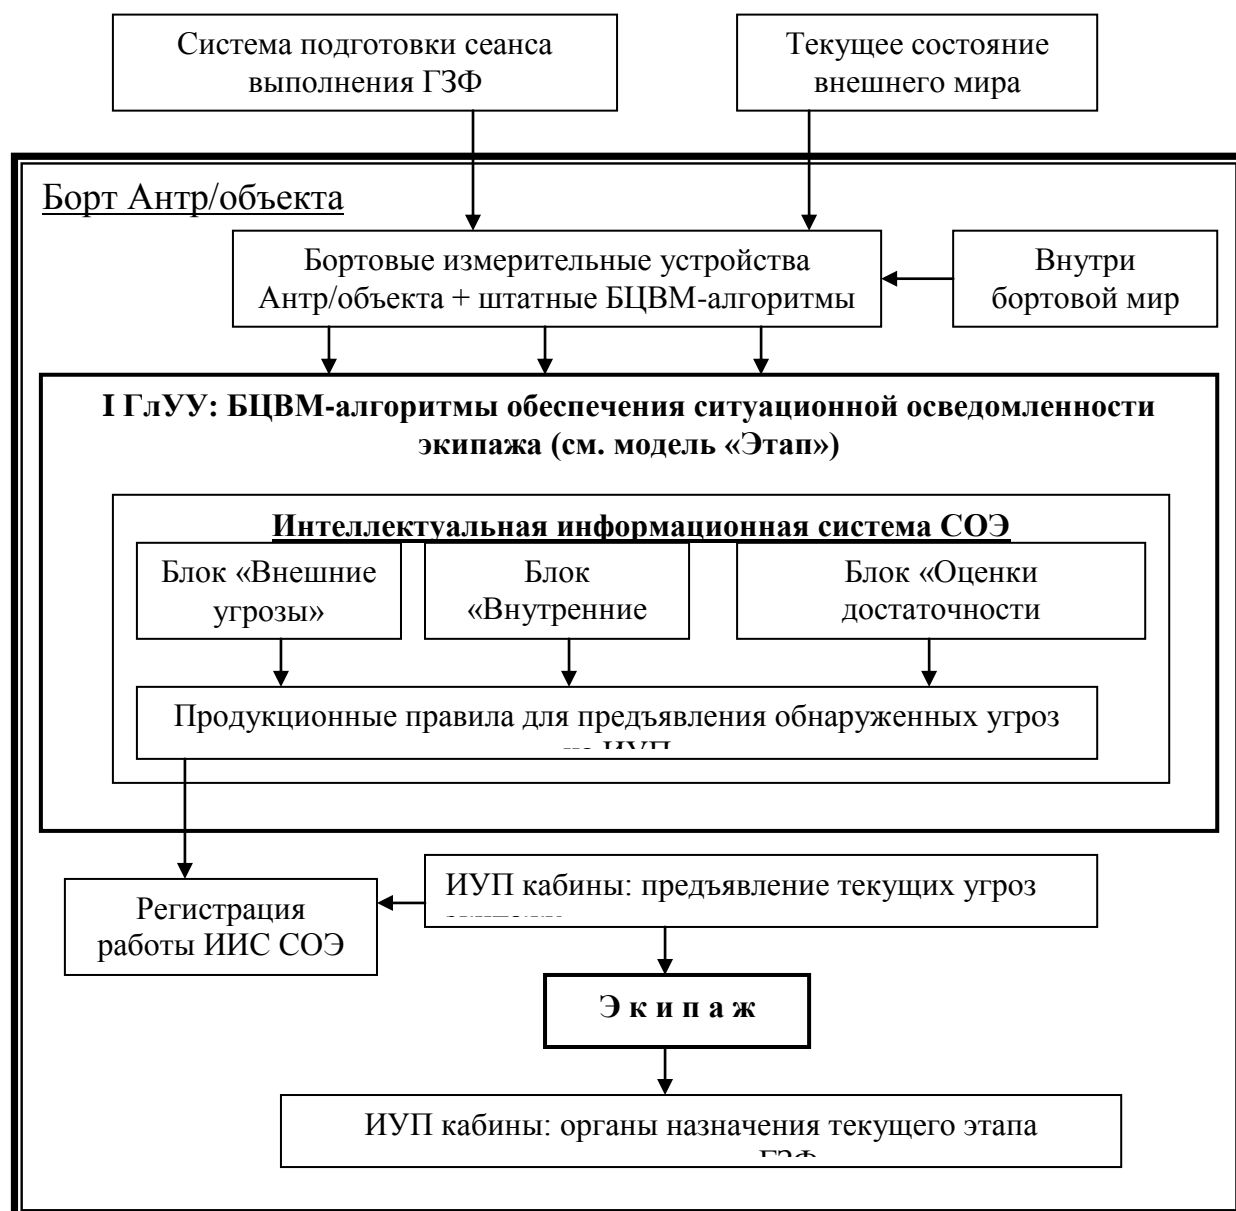 Система подготовки сеанса
выполнения ГЗФ
Текущее состояние
внешнего мира
Борт Антр/объекта
Бортовые измерительные устройства
Антр/объекта + штатные БЦВМ-алгоритмы
Внутри
бортовой мир
I ГлУУ: БЦВМ-алгоритмы обеспечения ситуационной осведомленности
экипажа (см. модель «Этап»)
Интеллектуальная информационная система СОЭ
Блок «Внешние
угрозы»
Блок
«Внутренние
Блок «Оценки
достаточности
Продукционные правила для предъявления обнаруженных угроз
на ИУП
ИУП кабины: предъявление текущих угроз
Регистрация
работы ИИС СОЭ
Э к и п а ж
ИУП кабины: органы назначения текущего этапа
ГЗФ